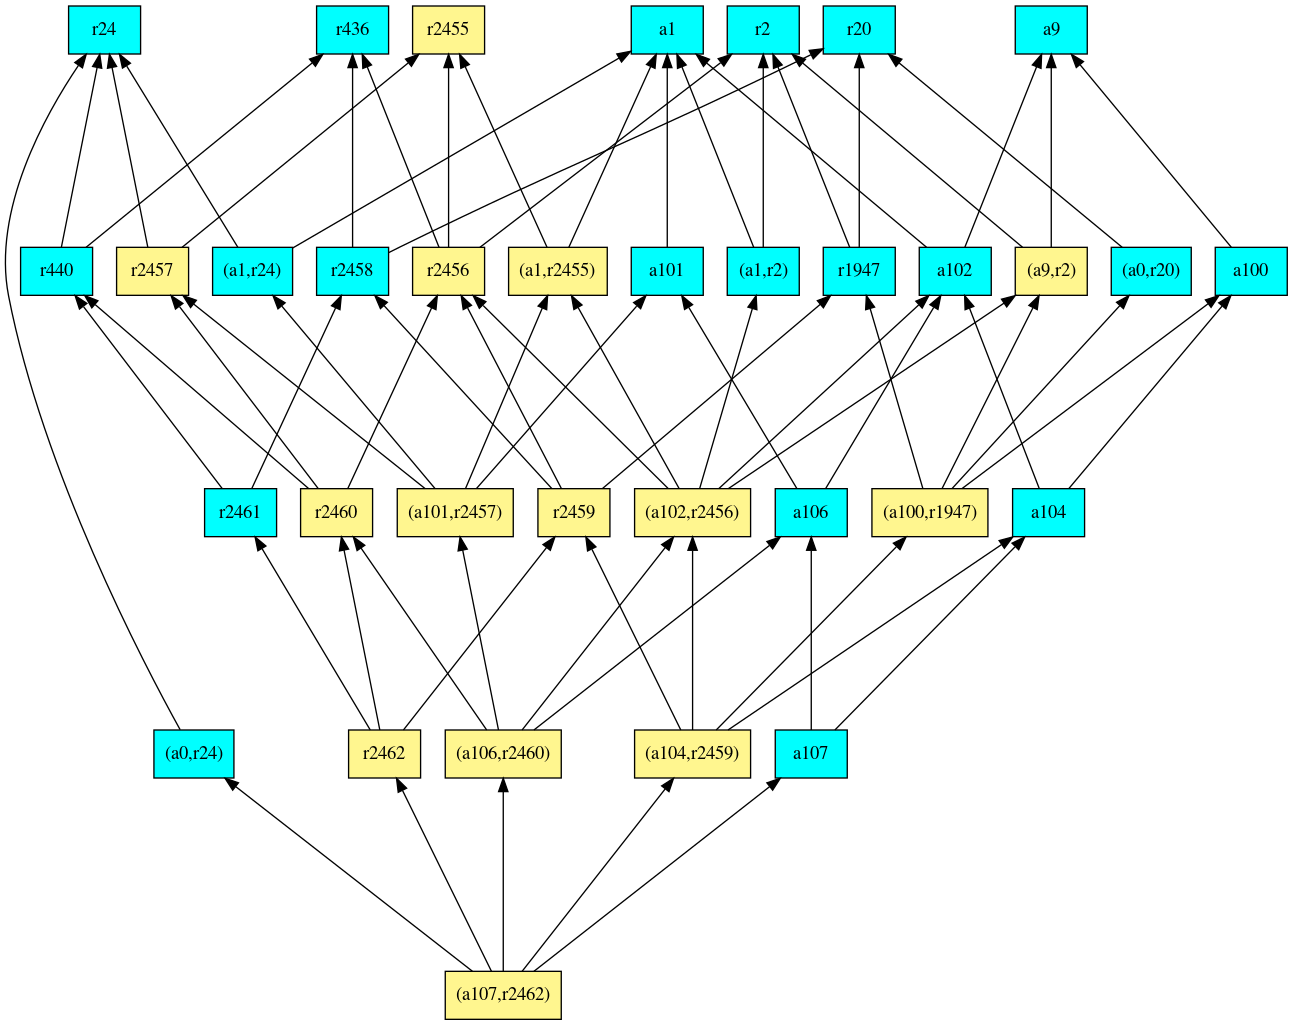 r24
r436
r2455
a1
r2
r20
a9
r440
r2457
(a1,r24)
r2458
r2456
(a1,r2455)
a101
(a1,r2)
r1947
a102
(a9,r2)
(a0,r20)
a100
r2461
r2460
(a101,r2457)
r2459
(a102,r2456)
a106
(a100,r1947)
a104
(a0,r24)
r2462
(a106,r2460)
(a104,r2459)
a107
(a107,r2462)